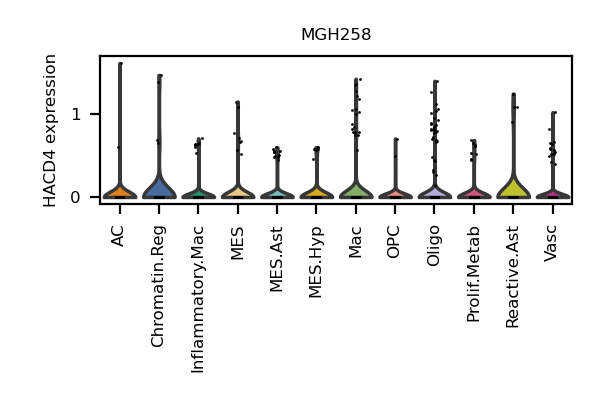 MGH258
HACD4 expression
1
0
AC
Chromatin.Reg
Inflammatory.Mac
MES
MES.Ast
MES.Hyp
Mac
OPC
Oligo
Prolif.Metab
Reactive.Ast
Vasc